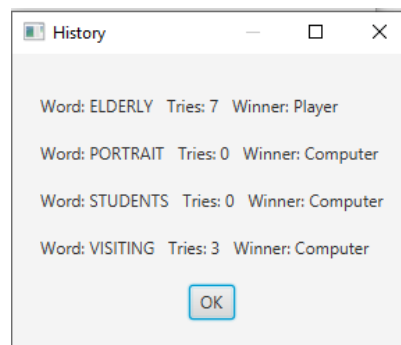 History
Word: ELDERLY Tries: 7 Winner: Player
Word: PORTRAIT Tries: 0 Winner: Computer
Word: STUDENTS Tries: 0 Winner: Computer
Word: VISITING Tries: 3 Winner: Computer
OK